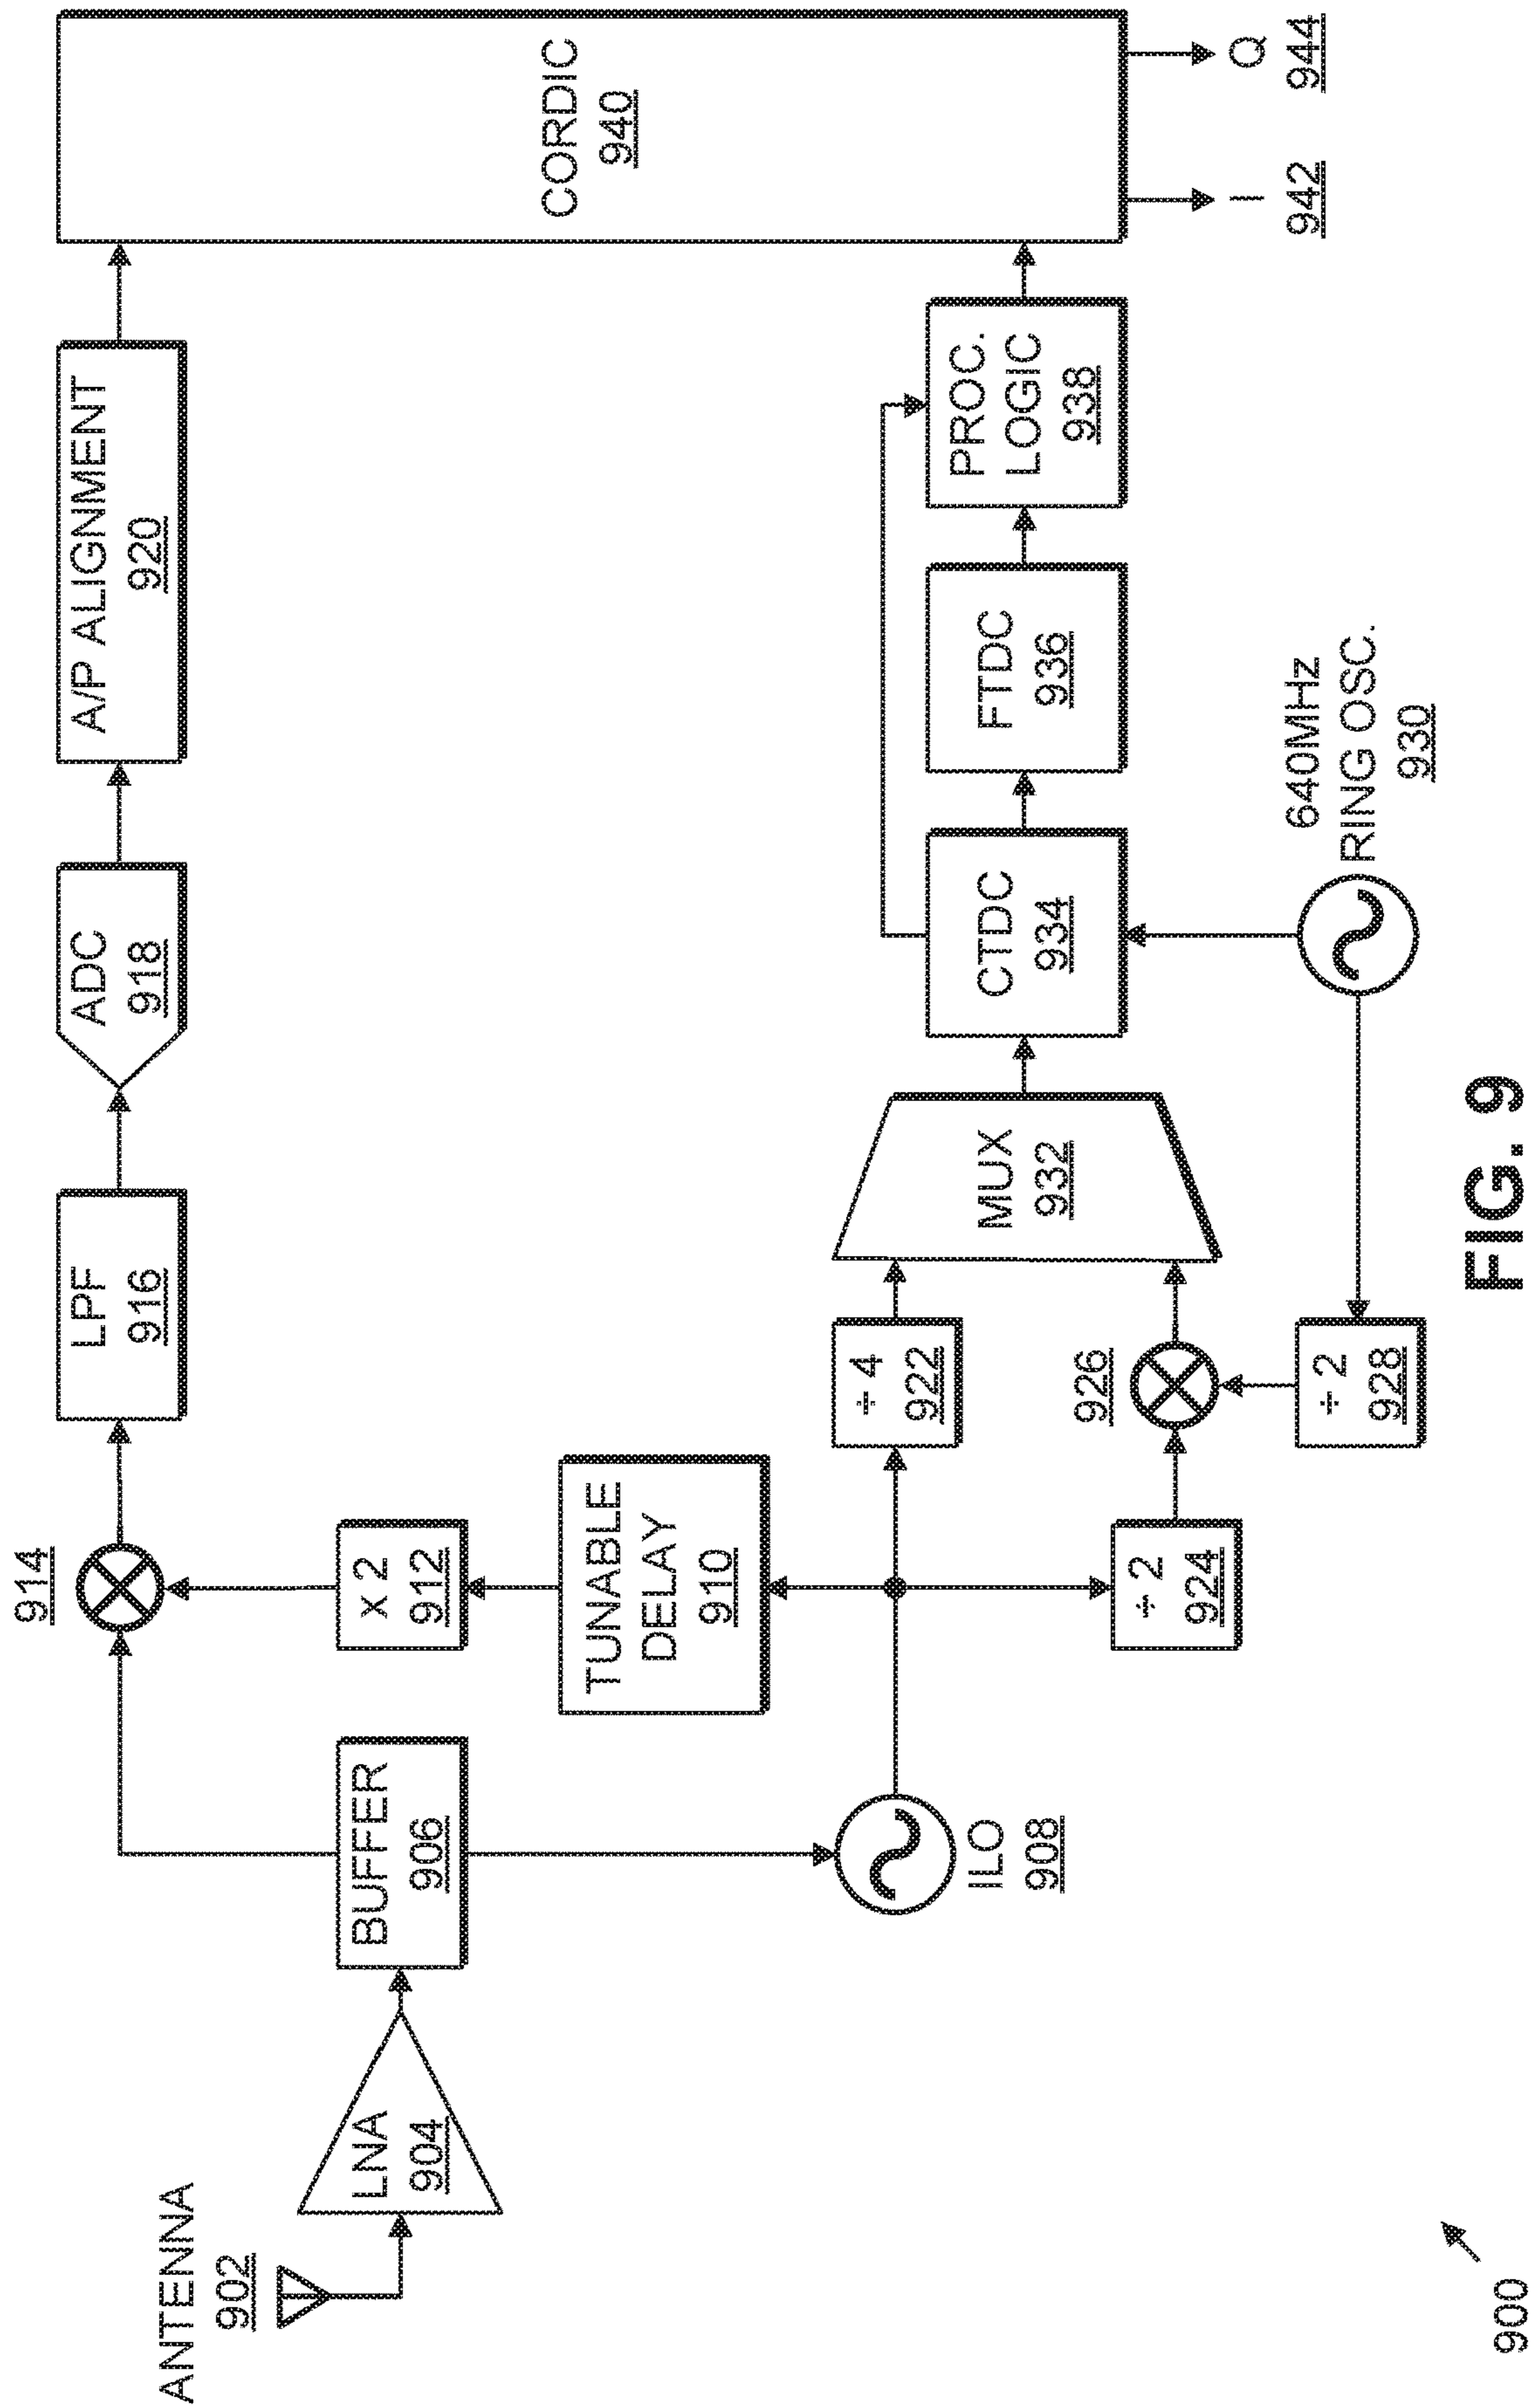 ANTENNA
902
LNA
904
BUFFER
906
ILO
908
TUNABLE
DELAY
910
x 2
912
914
LPF
916
ADC
918
A/P ALIGNMENT
920
÷ 4
922
÷ 2
924
926
÷ 2
928
640MHz
RING OSC.
930
MUX
932
CTDC
934
FTDC
936
PROC.
LOGIC
938
CORDIC
940
I
942
Q
944
900
FIG. 9